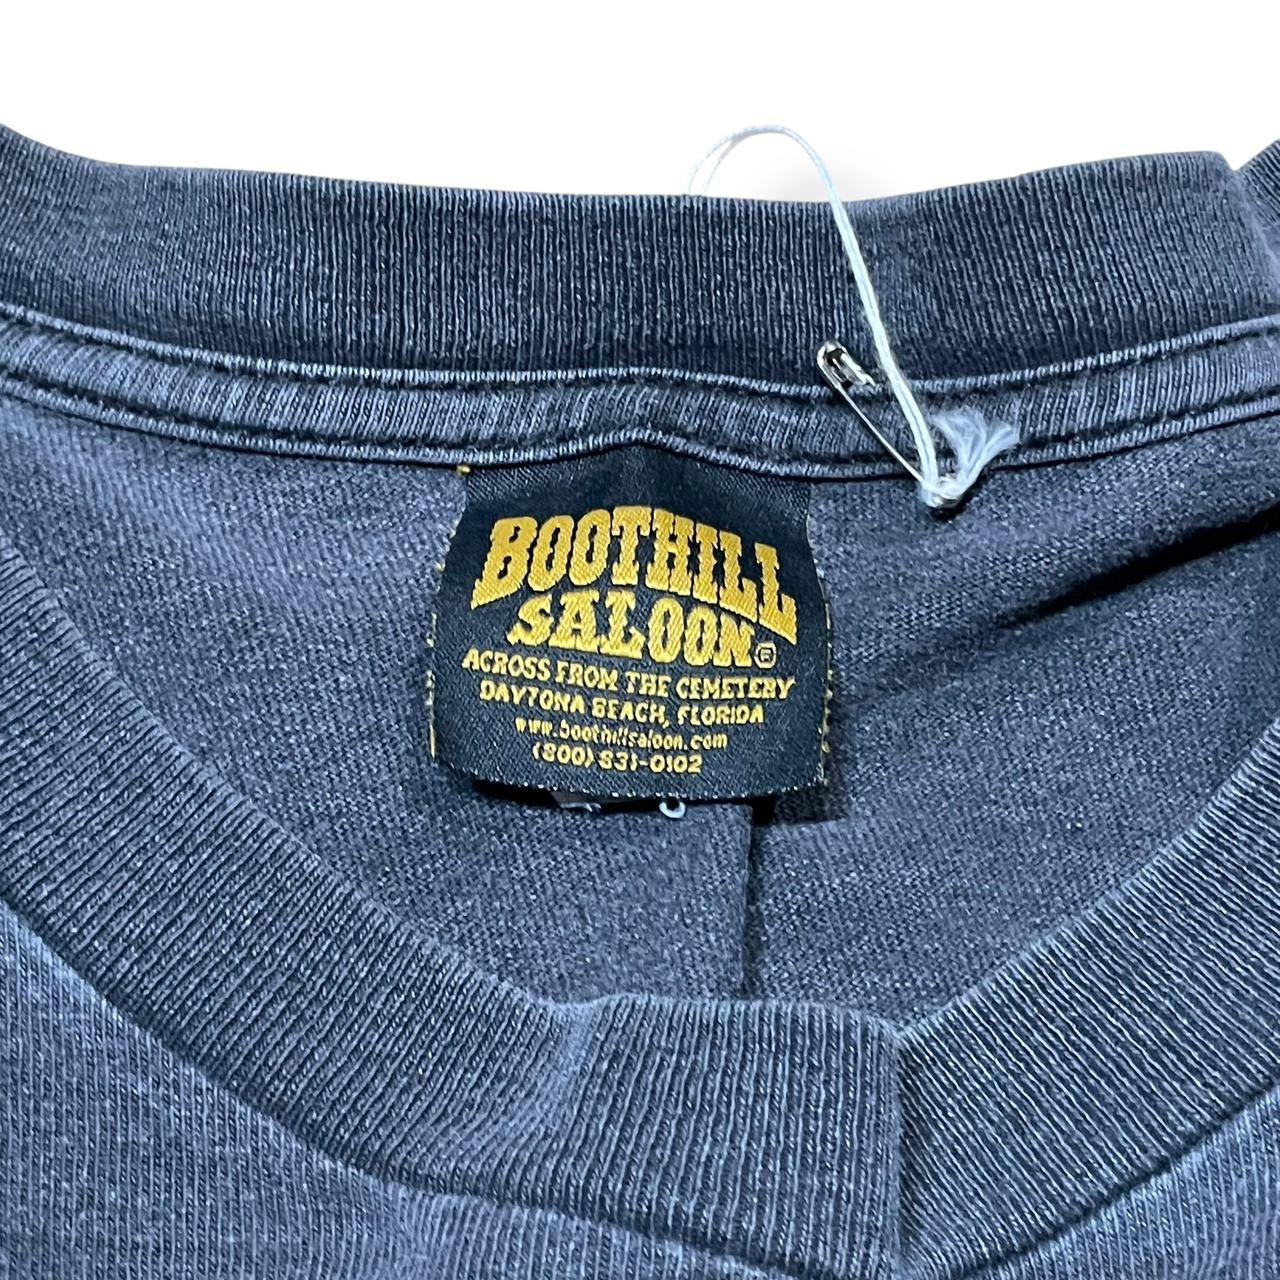 BOOTHILL
SALOON®
ACROSS FROM THE CEMETERY
DAYTONA BEACH, FLORIDA
www.boothillsaloon.com
(800) 831-0102